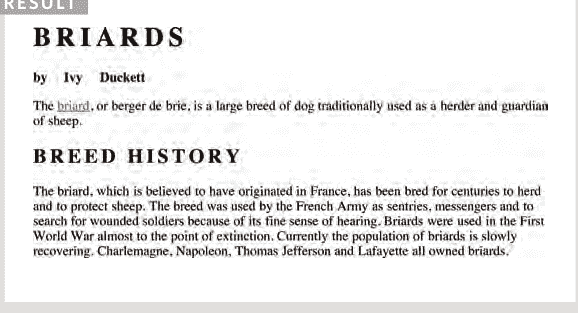 RESULT
BRIARDS
by Ivy Duckett
The briard, or berger de brie, is a large breed of dog traditionally used as a herder and guardian
of sheep.
BREED HISTORY
The briard, which is believed to have originated in France, has been bred for centuries to herd
and to protect sheep. The breed was used by the French Army as sentries, messengers and to
search for wounded soldiers because of its fine sense of hearing. Briards were used in the First
World War almost to the point of extinction. Currently the population of briards is slowly
recovering. Charlemagne, Napoleon, Thomas Jefferson and Lafayette all owned briards.